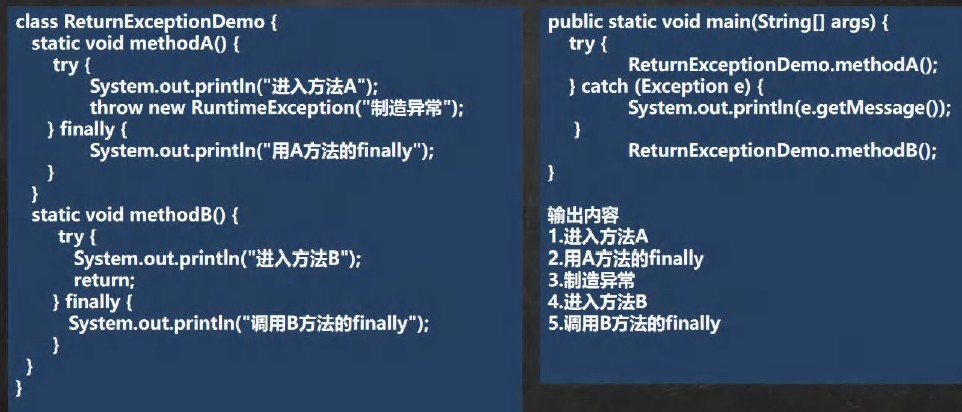 class ReturnExceptionDemo {
static void methodA() {
try {
System.out.println("进入方法A");
throw new RuntimeException("制造异常");
} finally {
System.out.println("用A方法的finally");
}
}
static void methodB() {
try {
System.out.println("进入方法B");
return;
} finally {
System.out.println("调用B方法的finally");
}
}
}
public static void main(String[] args) {
try {
ReturnExceptionDemo.methodA();
} catch (Exception e) {
System.out.println(e.getMessage());
}
ReturnExceptionDemo.methodB();
}
输出内容
1.进入方法A
2.用A方法的finally
3.制造异常
4.进入方法B
5.调用B方法的finally